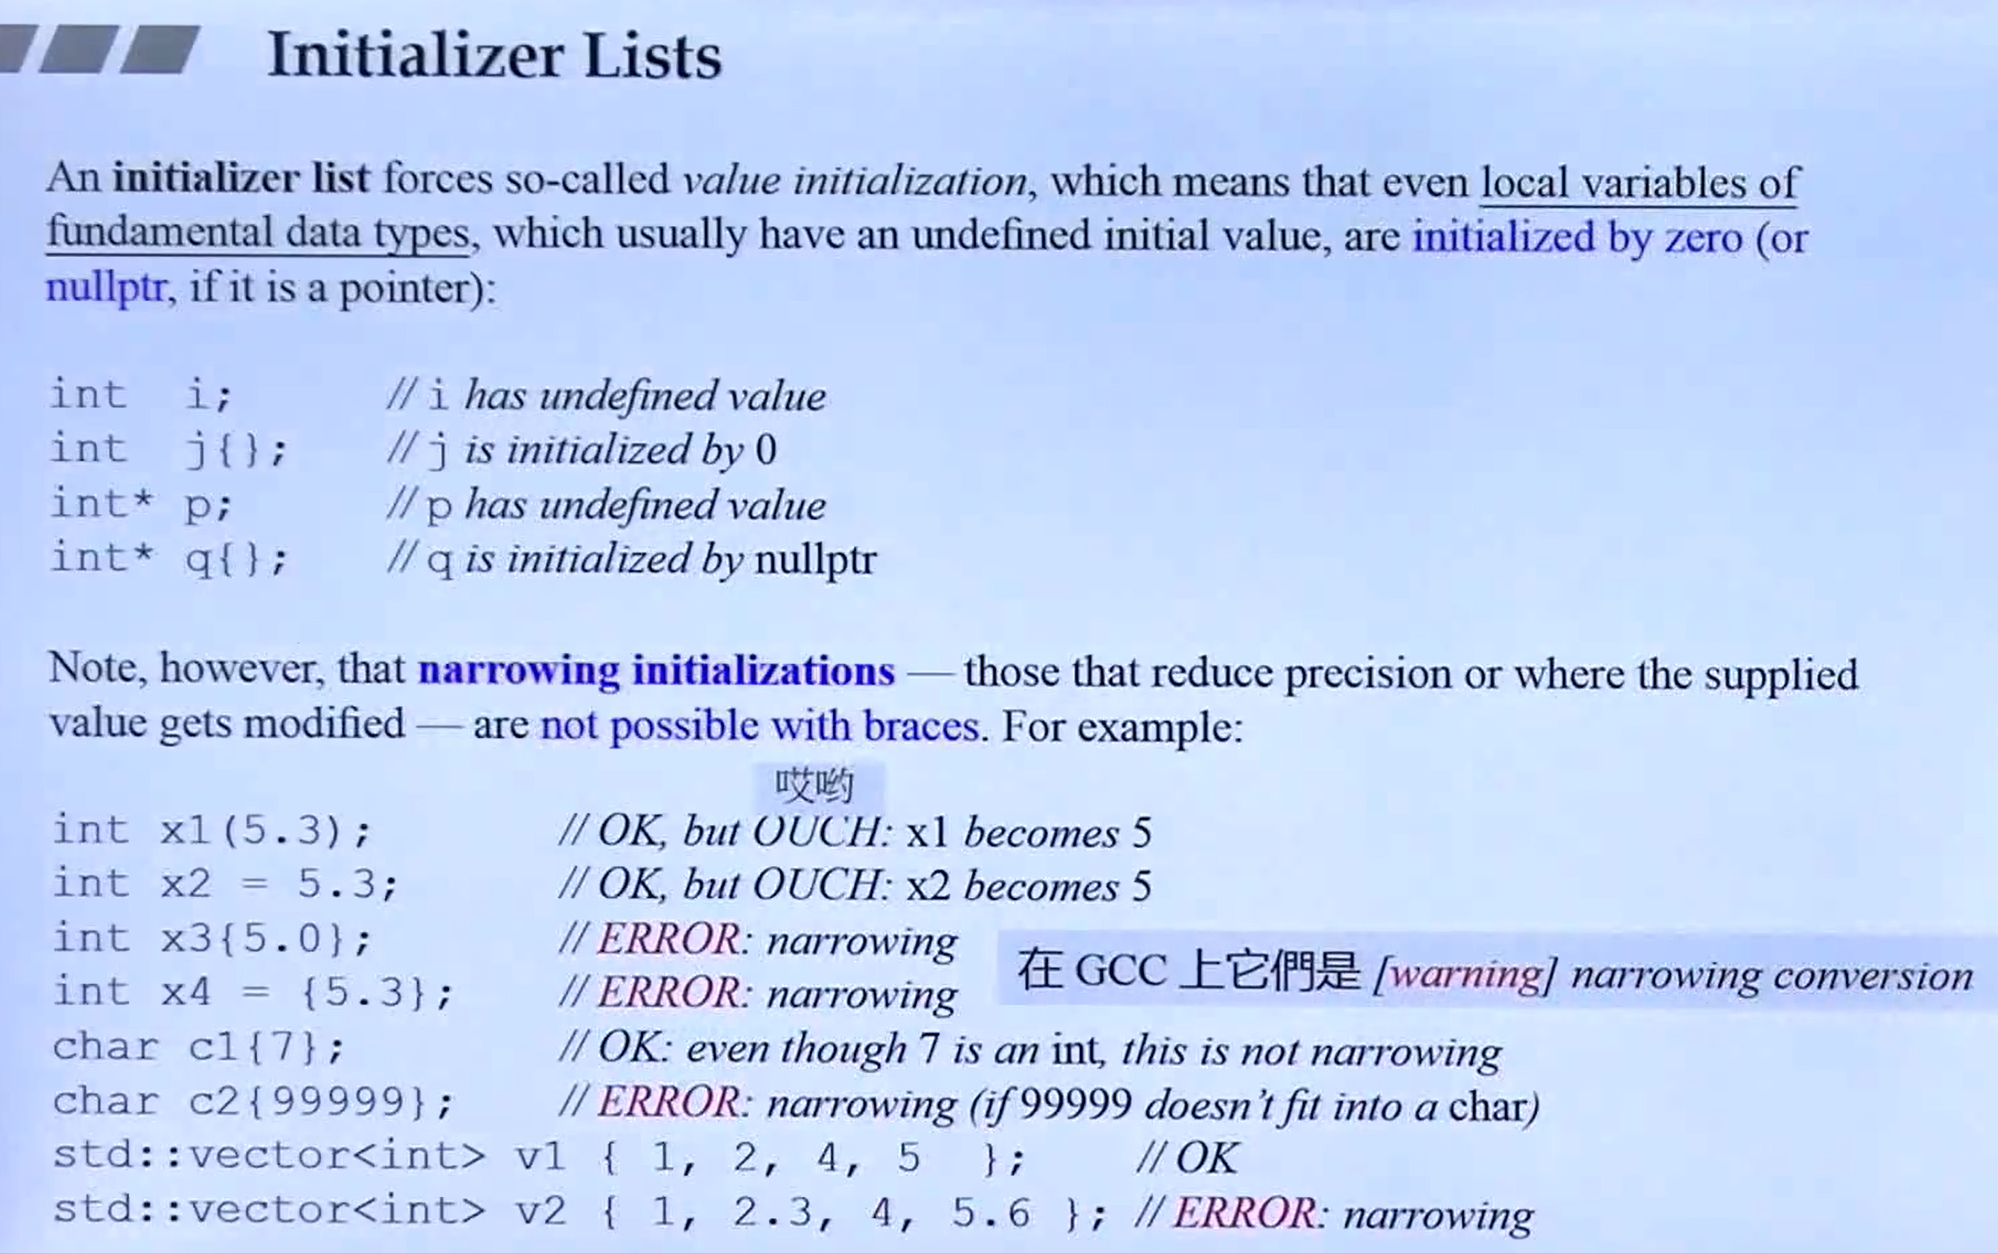 Initializer Lists
An initializer list forces so-called value initialization, which means that even local variables of
fundamental data types, which usually have an undefined initial value, are initialized by zero (or
nullptr, if it is a pointer):
int i; // i has undefined value
int j{}; // j is initialized by 0
int* p; // p has undefined value
int* q{}; // q is initialized by nullptr
Note, however, that narrowing initializations — those that reduce precision or where the supplied
value gets modified — are not possible with braces. For example:
哎哟
int x1(5.3); // OK, but OUCH: x1 becomes 5
int x2 = 5.3; // OK, but OUCH: x2 becomes 5
int x3{5.0}; // ERROR: narrowing
在 GCC 上它們是 [warning] narrowing conversion
int x4 = {5.3}; // ERROR: narrowing
char c1{7}; // OK: even though 7 is an int, this is not narrowing
char c2{99999}; // ERROR: narrowing (if 99999 doesn't fit into a char)
std::vector<int> v1 { 1, 2, 4, 5 }; // OK
std::vector<int> v2 { 1, 2.3, 4, 5.6 }; // ERROR: narrowing